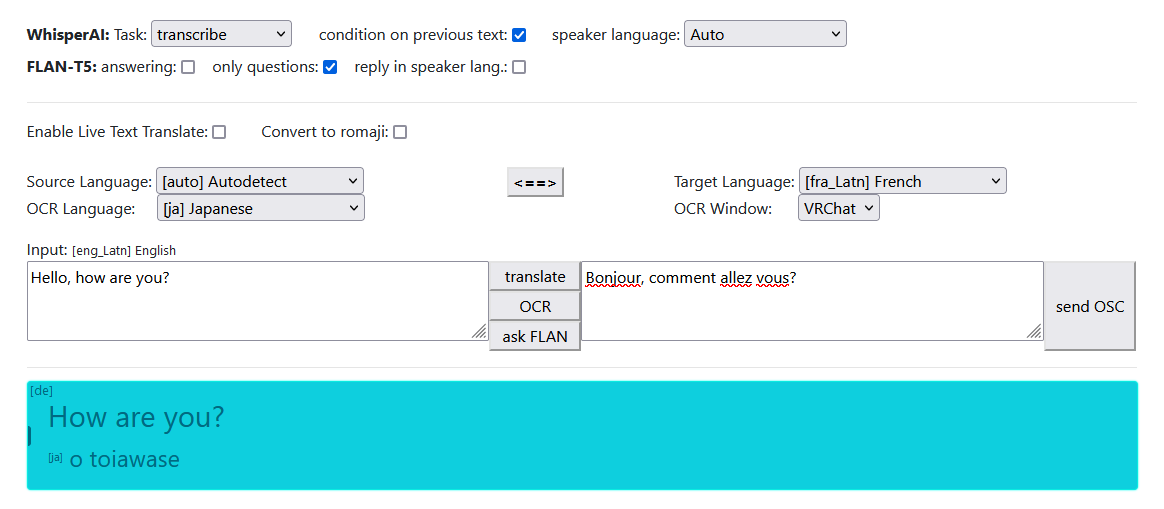 WhisperAI: Task: transcribe condition on previous text: speaker language: Auto
FLAN-T5: answering: only questions: reply in speaker lang.:
Enable Live Text Translate: Convert to romaji:
Source Language: [auto] Autodetect <==> Target Language: [fra_Latn] French
OCR Language: [ja] Japanese OCR Window: VRChat
Input: [eng_Latn] English
Hello, how are you? translate Bonjour, comment allez vous?
OCR send OSC
ask FLAN
[de]
How are you?
[ja] o toiawase